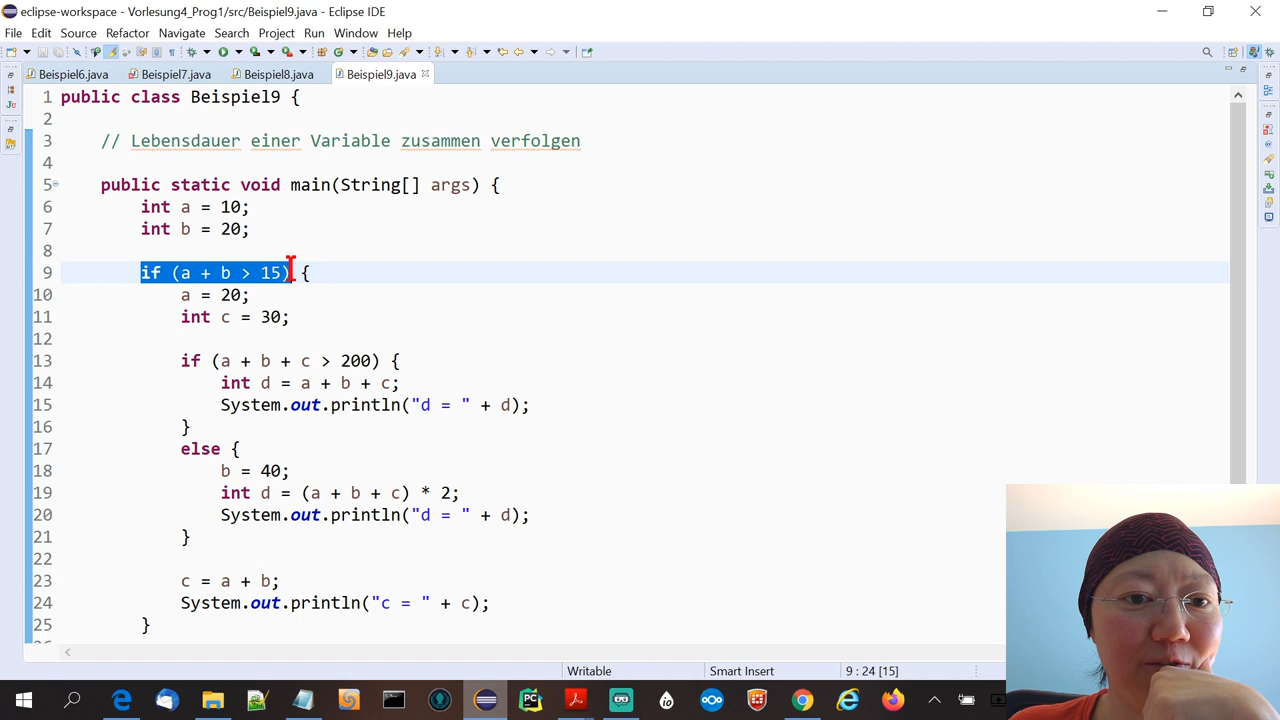 eclipse-workspace - Vorlesung4_Prog1/src/Beispiel9.java - Eclipse IDE
File Edit Source Refactor Navigate Search Project Run Window Help
Beispiel6.java Beispiel7.java Beispiel8.java Beispiel9.java
1 public class Beispiel9 {
2
3 // Lebensdauer einer Variable zusammen verfolgen
4
5 public static void main(String[] args) {
6 int a = 10;
7 int b = 20;
8
9 if (a + b > 15) {
10 a = 20;
11 int c = 30;
12
13 if (a + b + c > 200) {
14 int d = a + b + c;
15 System.out.println("d = " + d);
16 }
17 else {
18 b = 40;
19 int d = (a + b + c) * 2;
20 System.out.println("d = " + d);
21 }
22
23 c = a + b;
24 System.out.println("c = " + c);
25 }
Writable Smart Insert 9 : 24 [15]